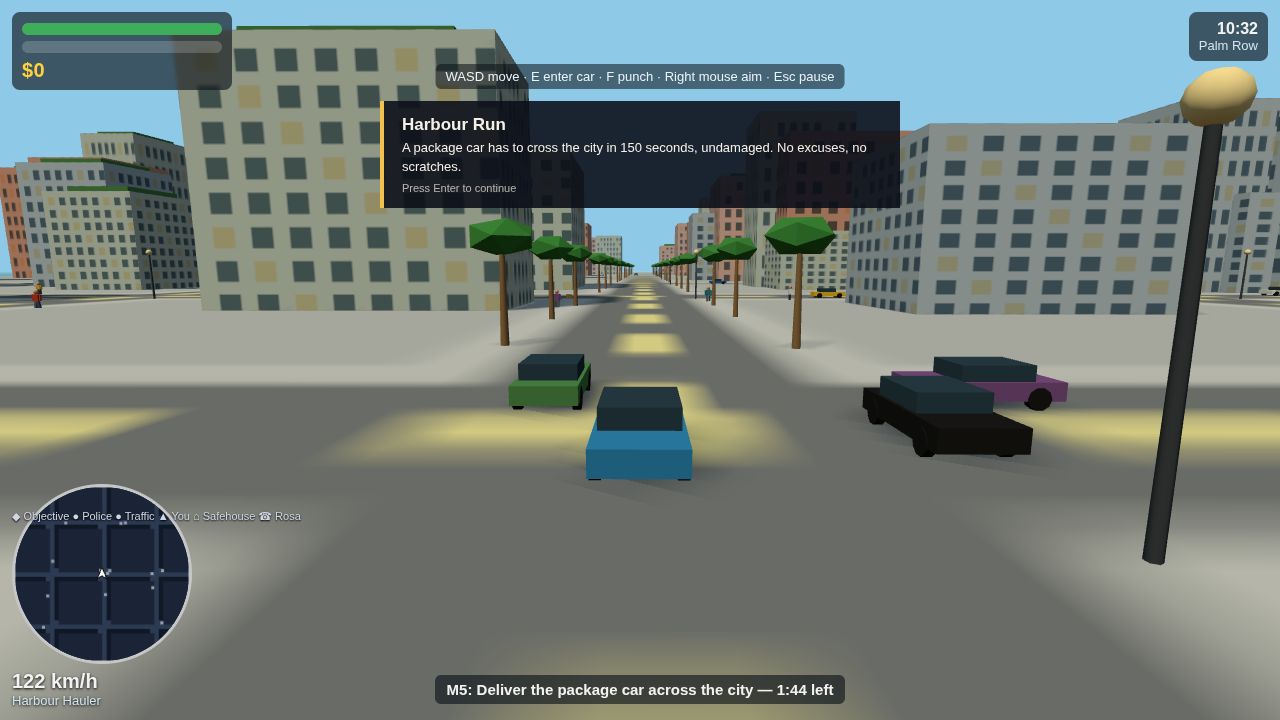 $0
10:32
Palm Row
WASD move · E enter car · F punch · Right mouse aim · Esc pause
Harbour Run
A package car has to cross the city in 150 seconds, undamaged. No excuses, no
scratches.
Press Enter to continue
◆ Objective ● Police ● Traffic ▲ You ⌂ Safehouse ☎ Rosa
122 km/h
Harbour Hauler
M5: Deliver the package car across the city — 1:44 left